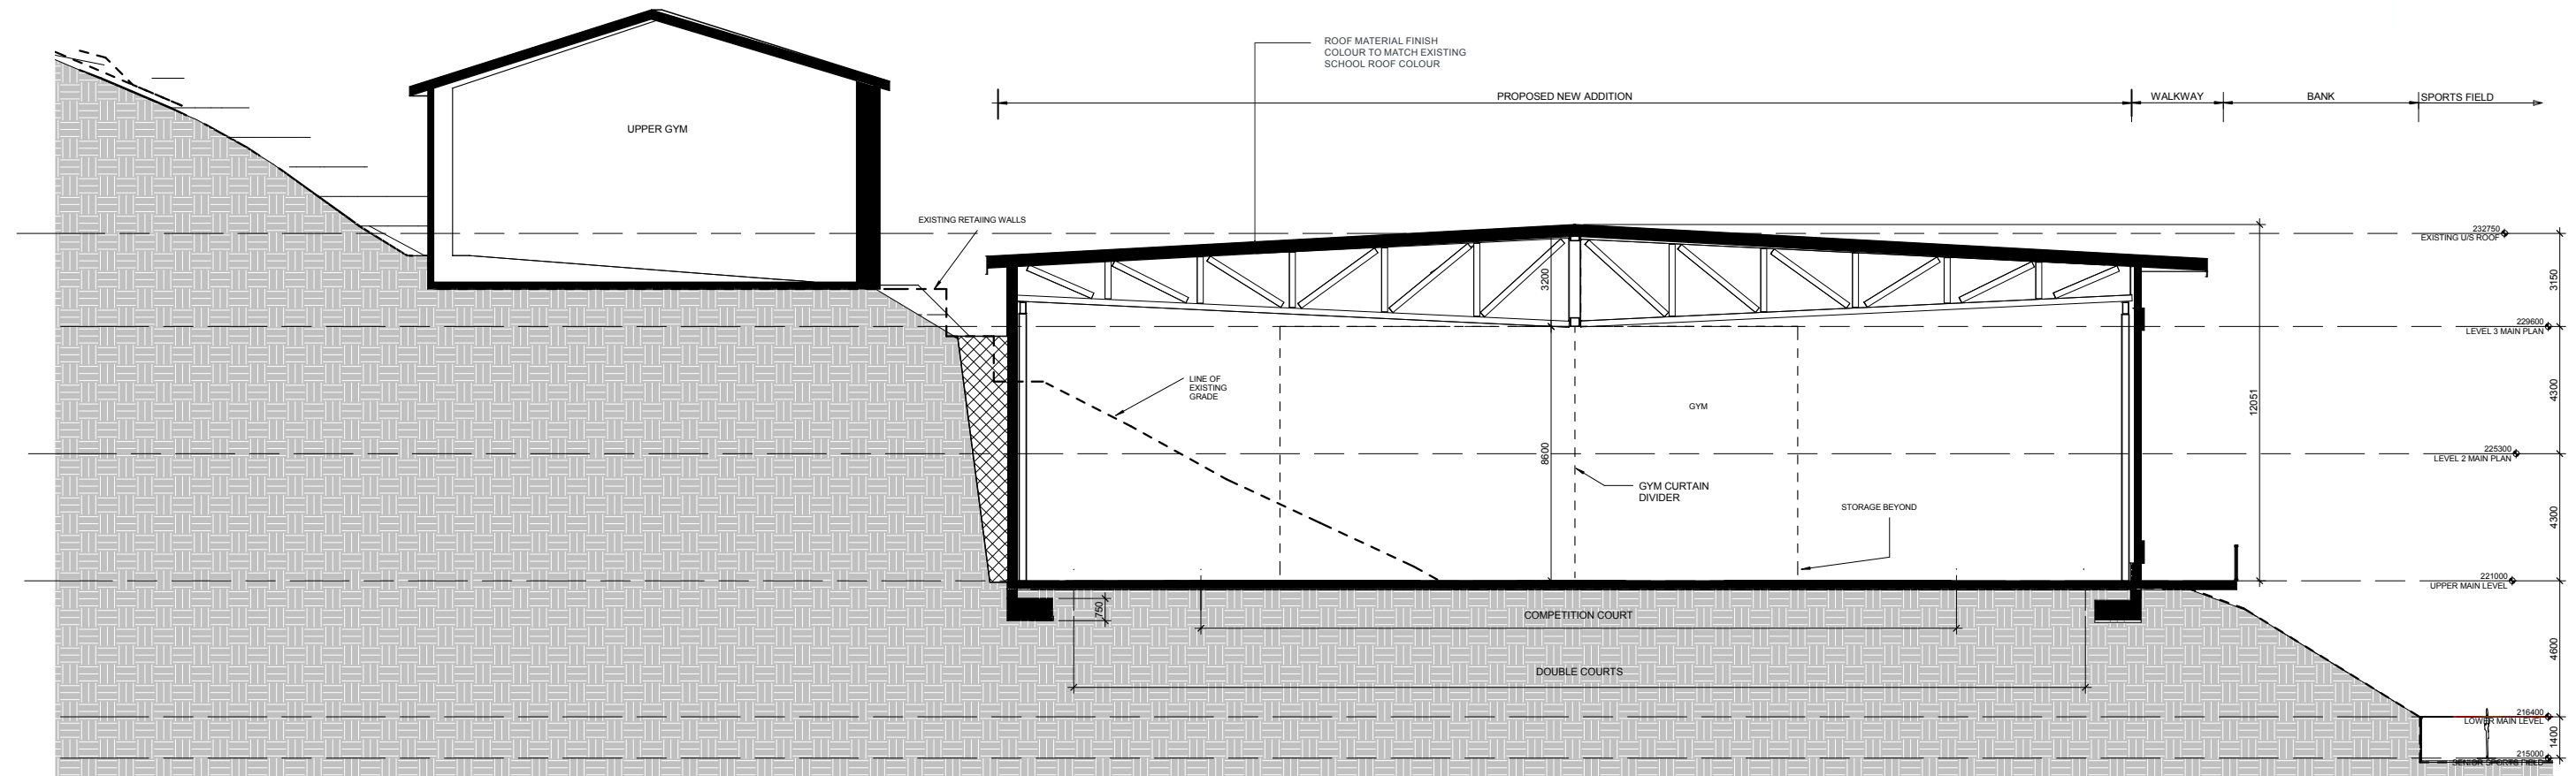 ROOF MATERIAL FINISH
COLOUR TO MATCH EXISTING
SCHOOL ROOF COLOUR
PROPOSED NEW ADDITION
WALKWAY
BANK
SPORTS FIELD
UPPER GYM
EXISTING RETAIING WALLS
232750
EXISTING U/S ROOF
3200
3150
229600
LEVEL 3 MAIN PLAN
LINE OF
EXISTING
GRADE
GYM
12051
4300
8600
225300
LEVEL 2 MAIN PLAN
GYM CURTAIN
DIVIDER
STORAGE BEYOND
4300
221000
UPPER MAIN LEVEL
750
COMPETITION COURT
4600
DOUBLE COURTS
216400
LOWER MAIN LEVEL
1400
215000
SENIOR SPORTS FIELD